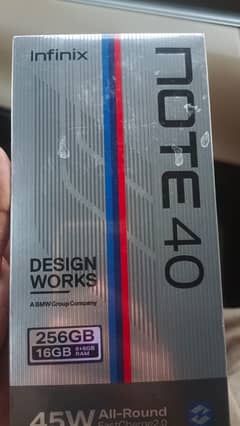 Infinix
NOTE 40
DESIGN
WORKS
A BMW Group Company
256GB
16GB 8+8GB
RAM
45W All-Round
FastCharge2.0